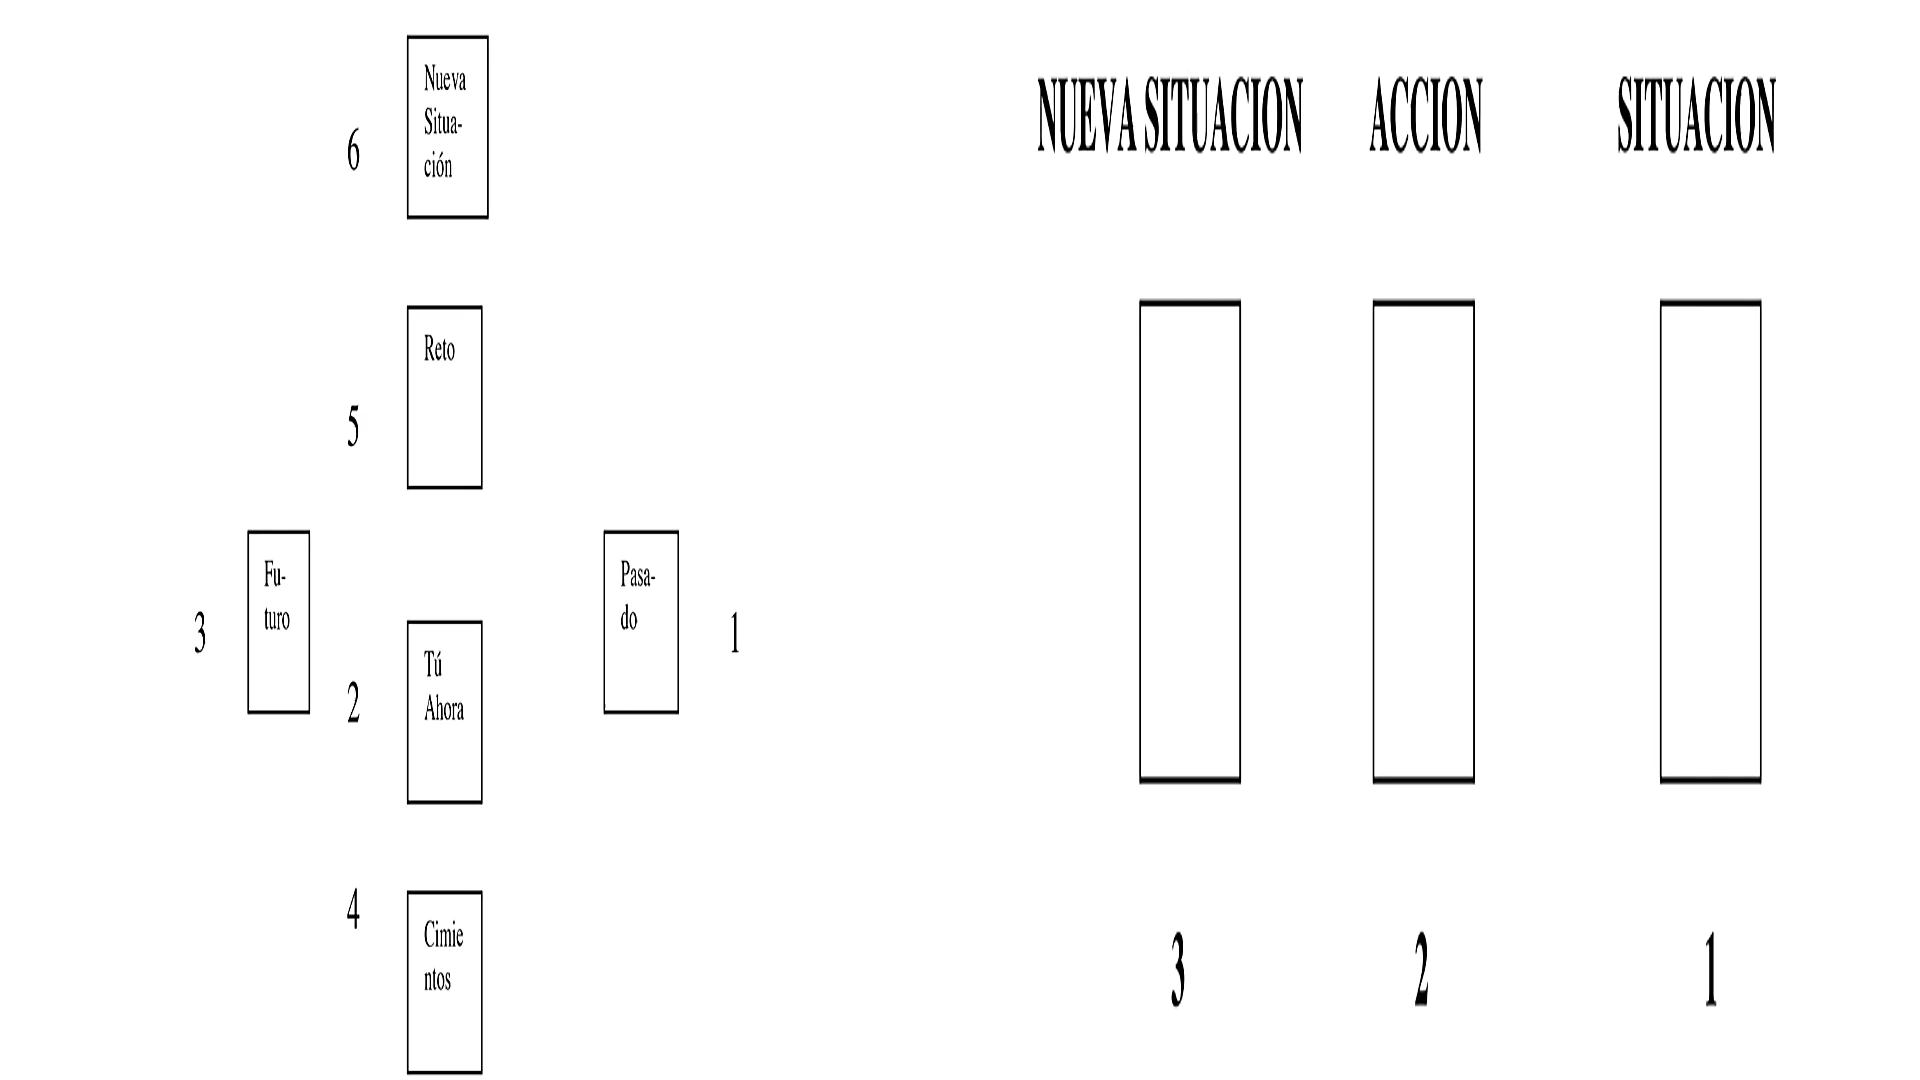 Nueva
Situa-
ción
6
Reto
5
Fu-
turo
3
Pasa-
do
1
Tú
Ahora
2
4
Cimie
ntos
NUEVA SITUACION ACCION SITUACION
3 2 1